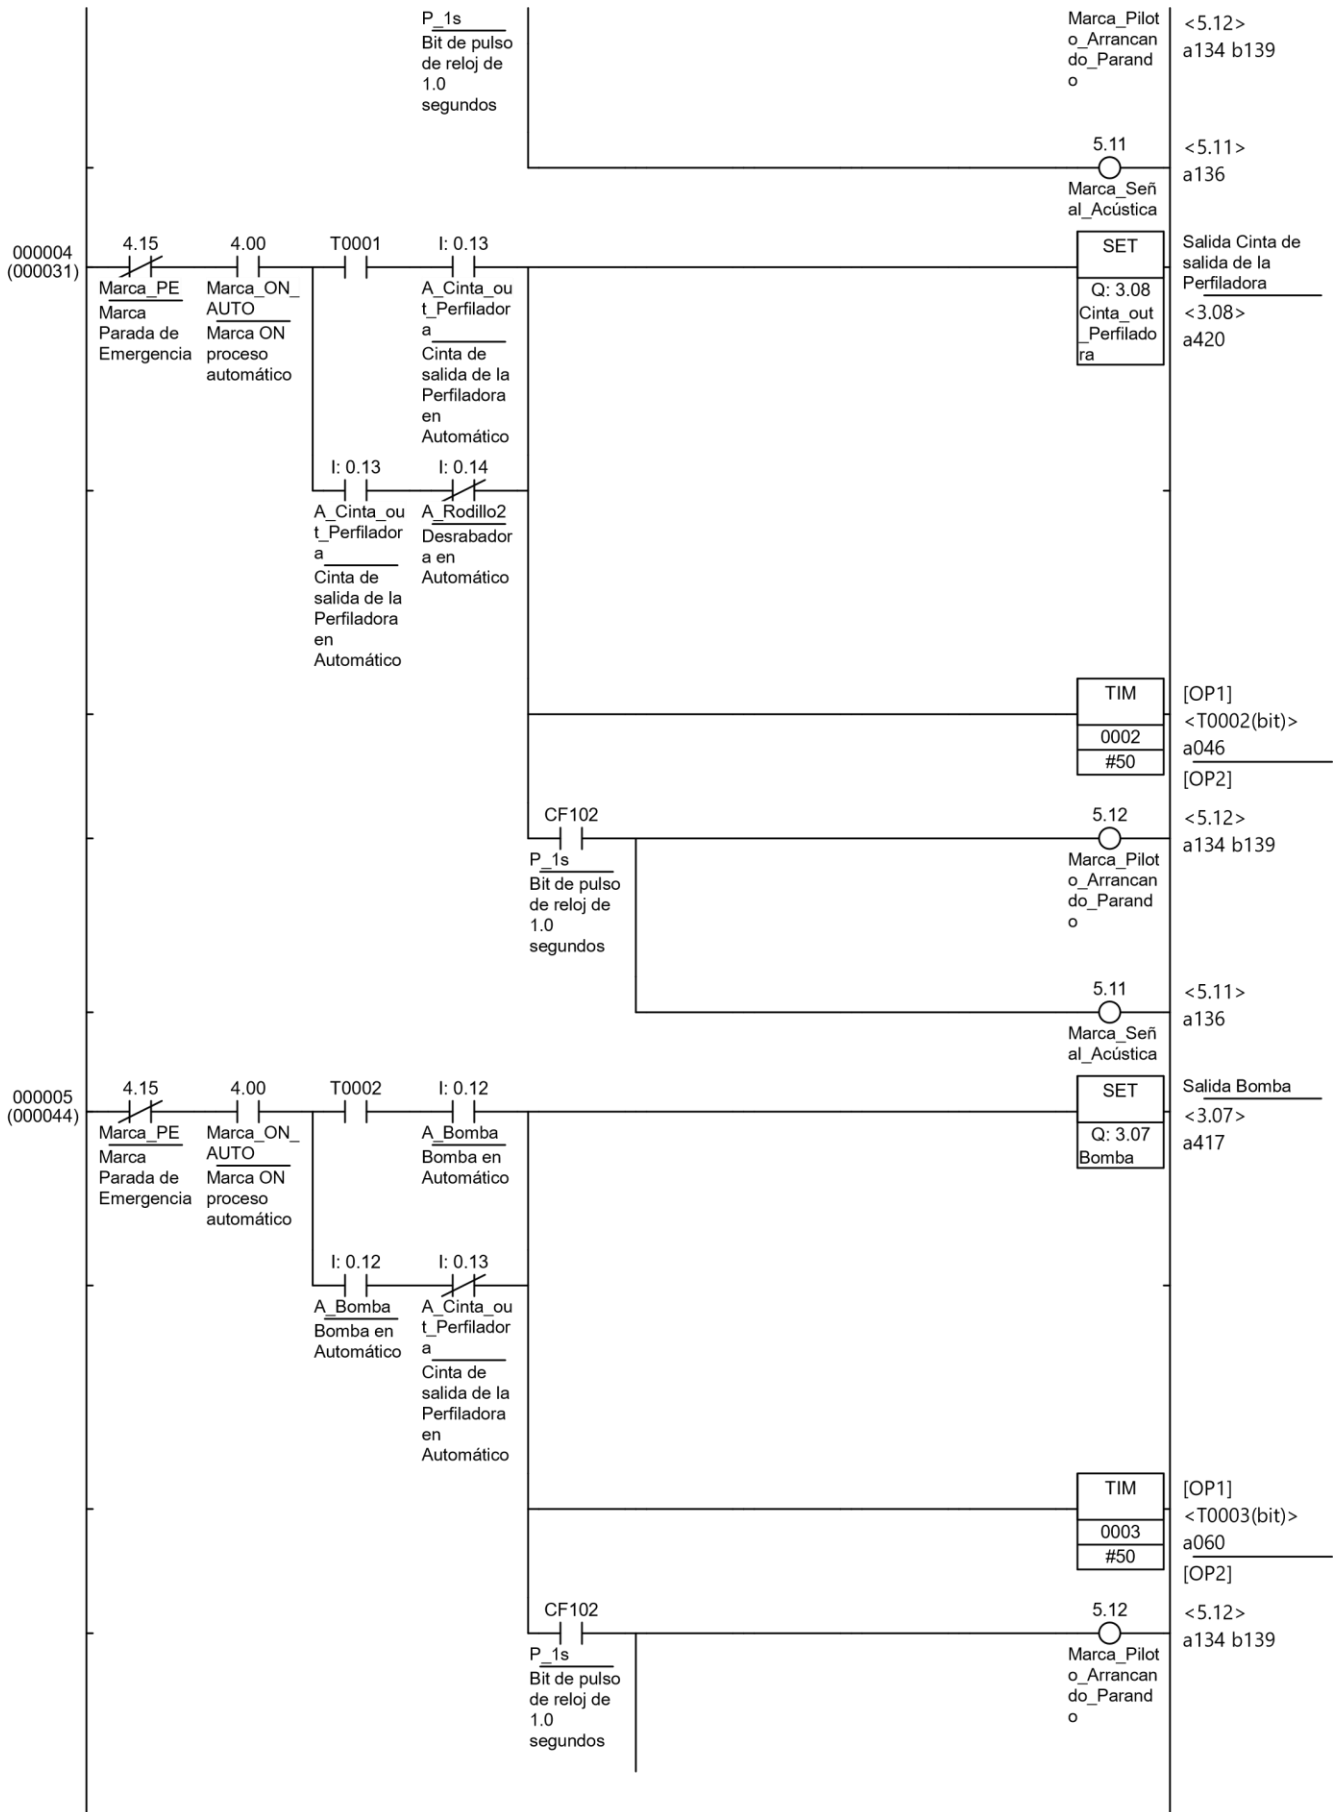 P_1s
Bit de pulso
de reloj de
1.0
segundos
Marca_Pilot
o_Arrancan
do_Parand
o
<5.12>
a134 b139
5.11
Marca_Señ
al_Acústica
<5.11>
a136
000004
(000031)
4.15
Marca_PE
Marca
Parada de
Emergencia
4.00
Marca_ON_
AUTO
Marca ON
proceso
automático
T0001
I: 0.13
A_Cinta_ou
t_Perfilador
a
Cinta de
salida de la
Perfiladora
en
Automático
SET
Q: 3.08
Cinta_out
_Perfilado
ra
Salida Cinta de
salida de la
Perfiladora
<3.08>
a420
I: 0.13
A_Cinta_ou
t_Perfilador
a
Cinta de
salida de la
Perfiladora
en
Automático
I: 0.14
A_Rodillo2
Desrabador
a en
Automático
TIM
0002
#50
[OP1]
<T0002(bit)>
a046
[OP2]
CF102
P_1s
Bit de pulso
de reloj de
1.0
segundos
5.12
Marca_Pilot
o_Arrancan
do_Parand
o
<5.12>
a134 b139
5.11
Marca_Señ
al_Acústica
<5.11>
a136
000005
(000044)
4.15
Marca_PE
Marca
Parada de
Emergencia
4.00
Marca_ON_
AUTO
Marca ON
proceso
automático
T0002
I: 0.12
A_Bomba
Bomba en
Automático
SET
Q: 3.07
Bomba
Salida Bomba
<3.07>
a417
I: 0.12
A_Bomba
Bomba en
Automático
I: 0.13
A_Cinta_ou
t_Perfilador
a
Cinta de
salida de la
Perfiladora
en
Automático
TIM
0003
#50
[OP1]
<T0003(bit)>
a060
[OP2]
CF102
P_1s
Bit de pulso
de reloj de
1.0
segundos
5.12
Marca_Pilot
o_Arrancan
do_Parand
o
<5.12>
a134 b139